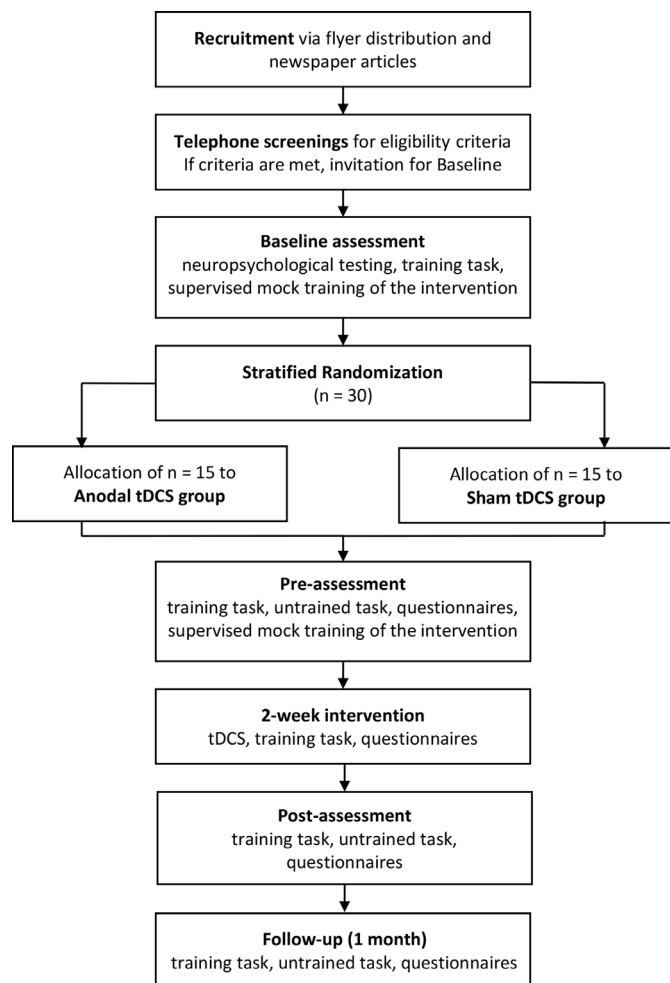 Recruitment via flyer distribution and
newspaper articles
Telephone screenings for eligibility criteria
If criteria are met, invitation for Baseline
Baseline assessment
neuropsychological testing, training task,
supervised mock training of the intervention
Stratified Randomization
(n = 30)
Allocation of n = 15 to
Anodal tDCS group
Allocation of n = 15 to
Sham tDCS group
Pre-assessment
training task, untrained task, questionnaires,
supervised mock training of the intervention
2-week intervention
tDCS, training task, questionnaires
Post-assessment
training task, untrained task,
questionnaires
Follow-up (1 month)
training task, untrained task, questionnaires